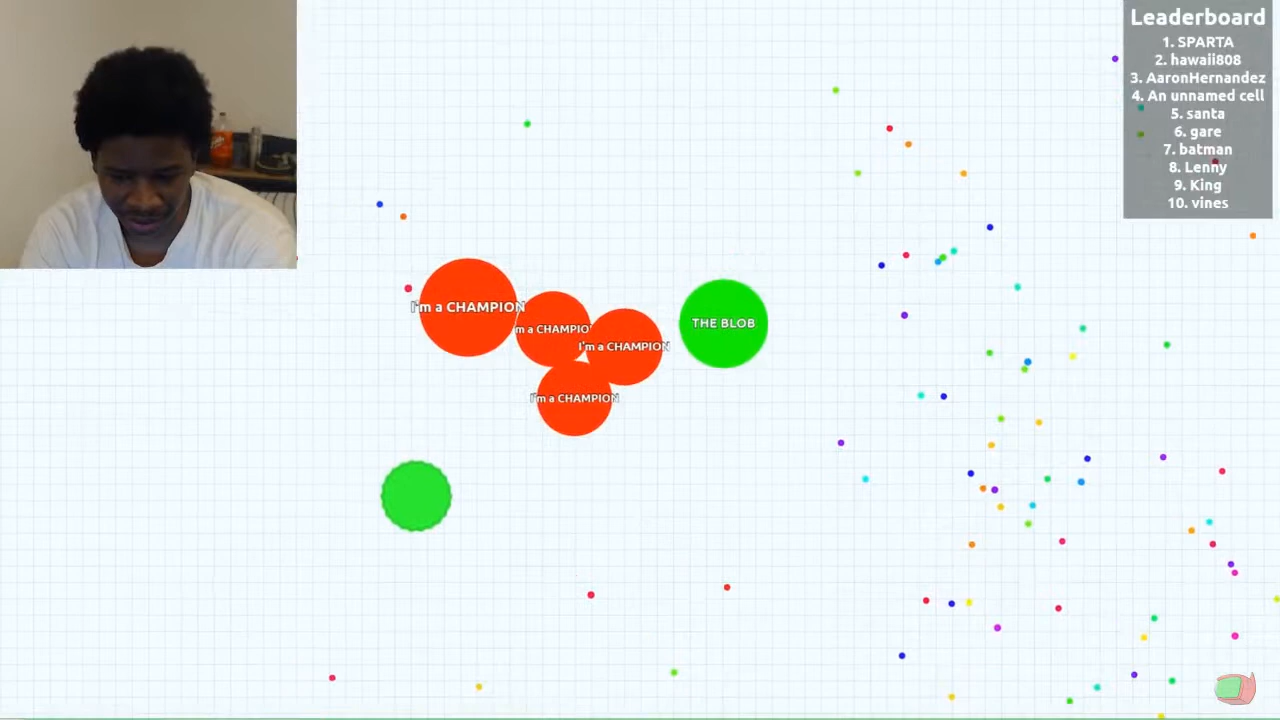 Leaderboard
1. SPARTA
2. hawaii808
3. AaronHernandez
4. An unnamed cell
5. santa
6. gare
7. batman
8. Lenny
9. King
10. vines
I'm a CHAMPION
m a CHAMPIO
I'm a CHAMPION
I'm a CHAMPION
THE BLOB